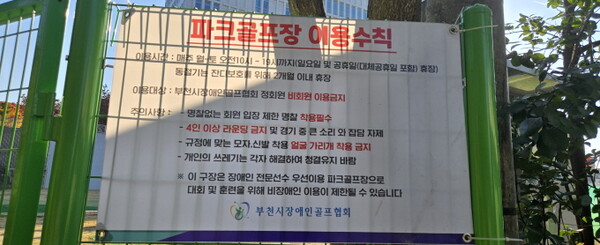 파크골프장 이용수칙
이용시간 : 매주 월~토 오전10시 ~ 19시까지(일요일 및 공휴일(대체공휴일 포함) 휴장)
동절기는 잔디보호를 위해 2개월 이내 휴장
이용대상 : 부천시장애인골프협회 정회원 비회원 이용금지
주의사항 : - 명찰없는 회원 입장 제한 명찰 착용필수
- 4인 이상 라운딩 금지 및 경기 중 큰 소리 와 잡담 자제
- 규정에 맞는 모자.신발 착용 얼굴 가리개 착용 금지
- 개인의 쓰레기는 각자 해결하여 청결유지 바람
※ 이 구장은 장애인 전문선수 우선이용 파크골프장으로
대회 및 훈련을 위해 비장애인 이용이 제한될 수 있습니다
부천시장애인골프협회